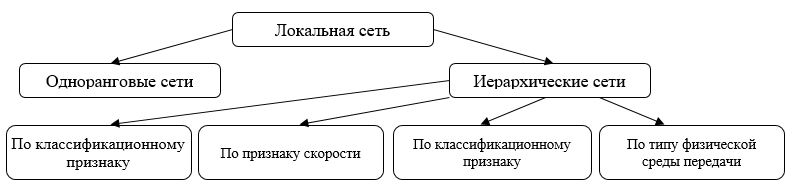 Локальная сеть
Одноранговые сети
Иерархические сети
По классификационному
признаку
По признаку скорости
По классификационному
признаку
По типу физической
среды передачи